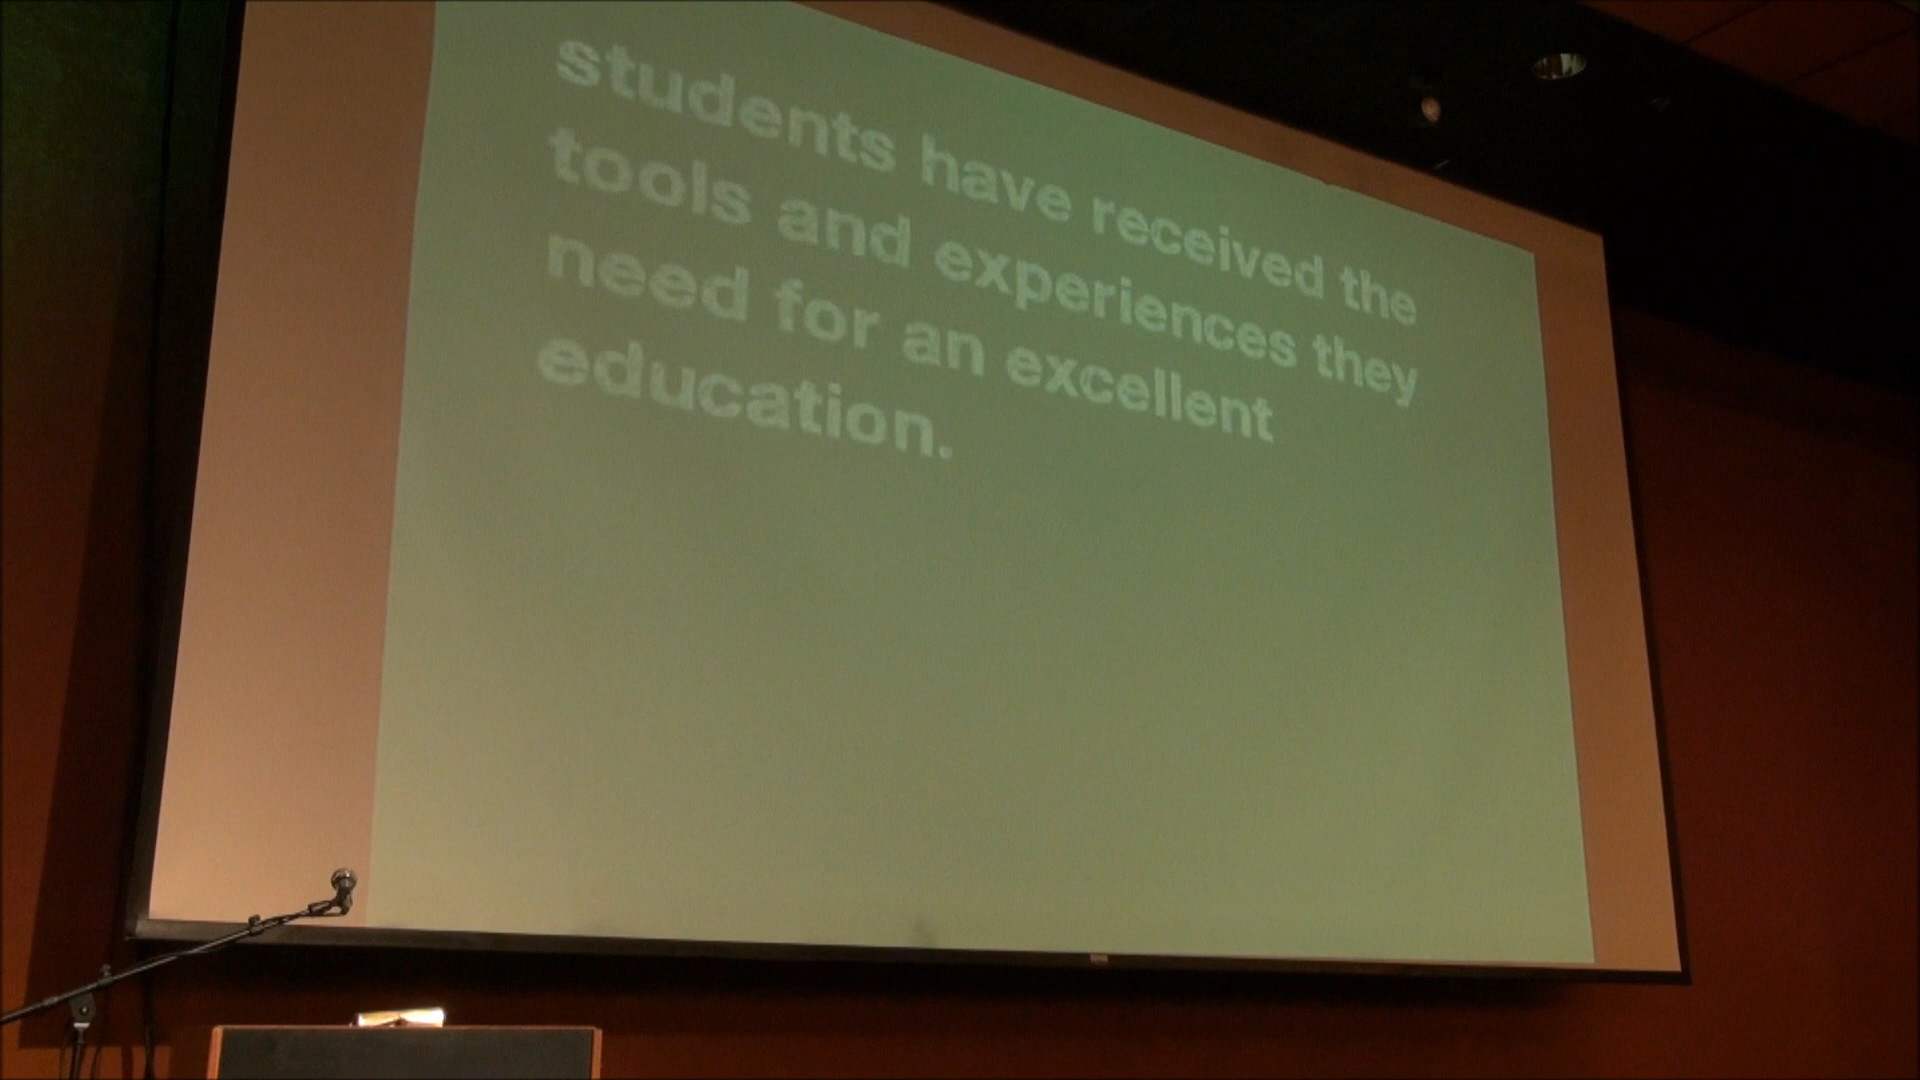 students have received the
tools and experiences they
need for an excellent
education.